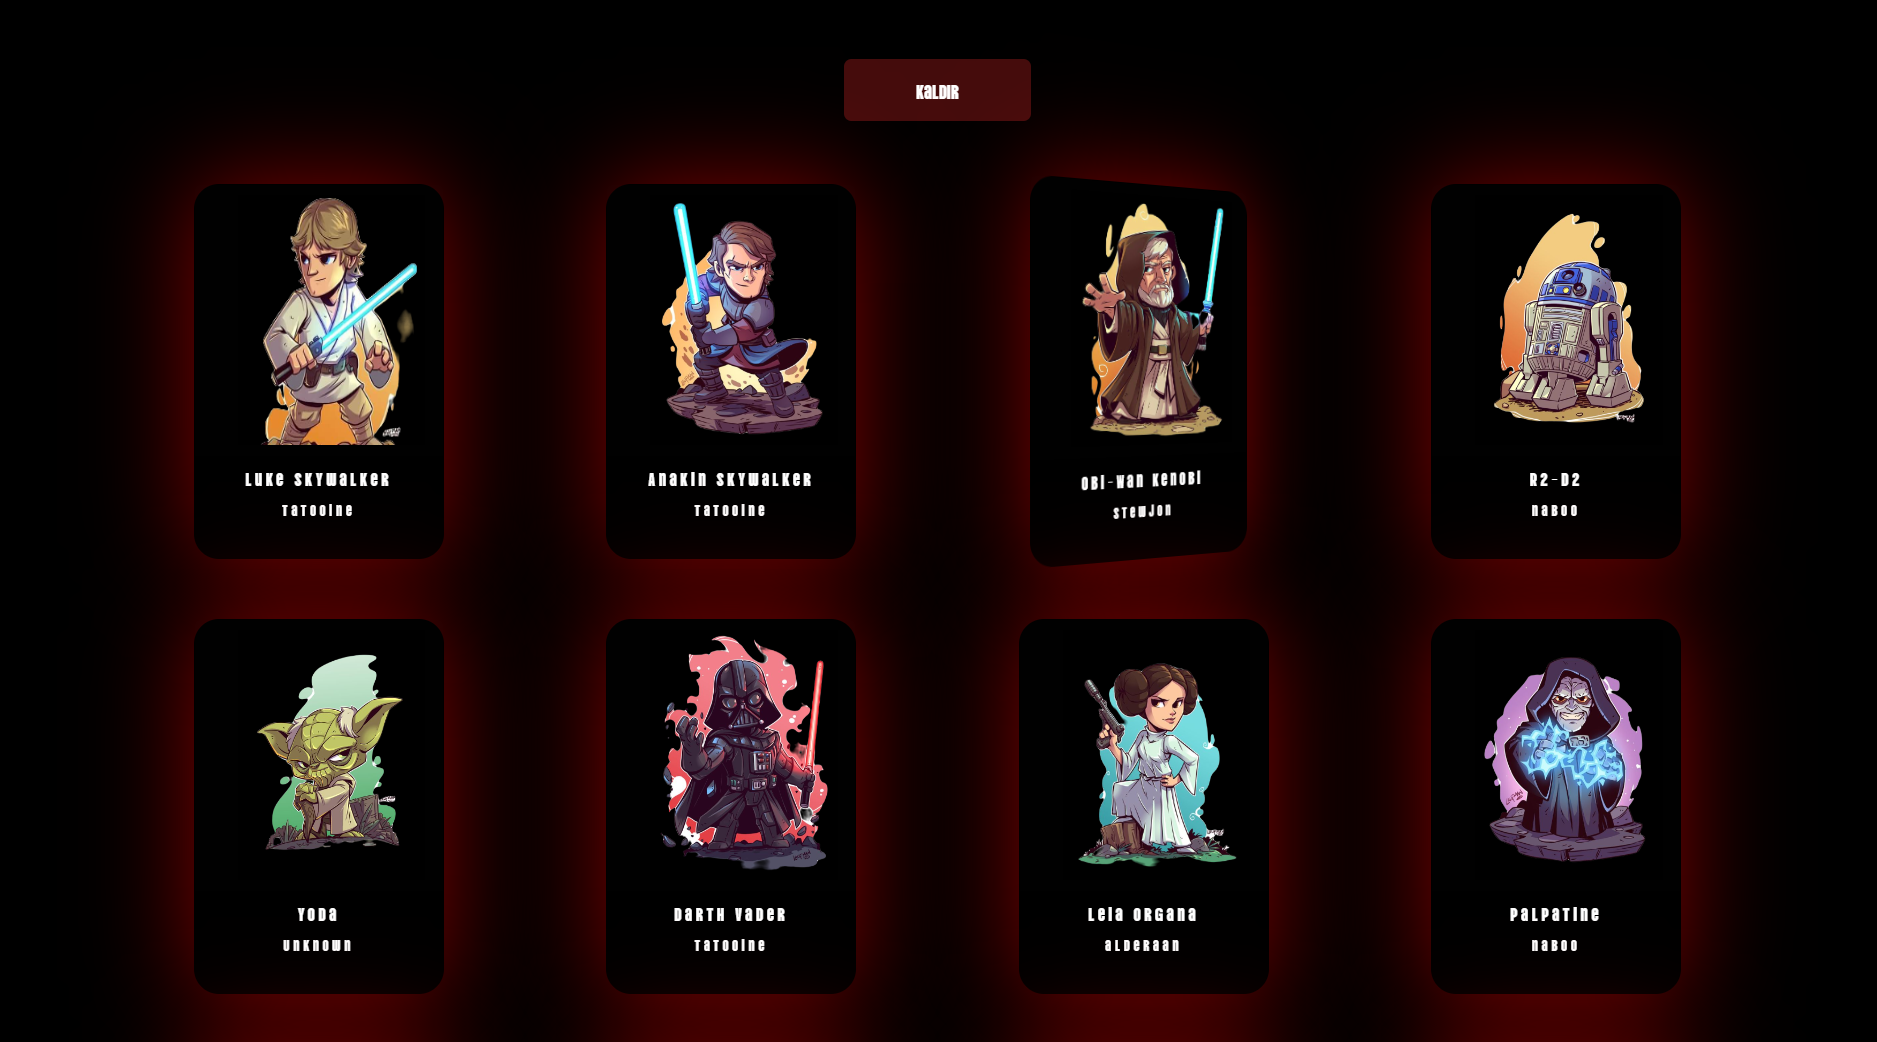 KALDIR
Luke Skywalker
Tatooine
Anakin Skywalker
Tatooine
Obi-Wan Kenobi
Stewjon
R2-D2
Naboo
Yoda
Unknown
Darth Vader
Tatooine
Leia Organa
Alderaan
Palpatine
Naboo